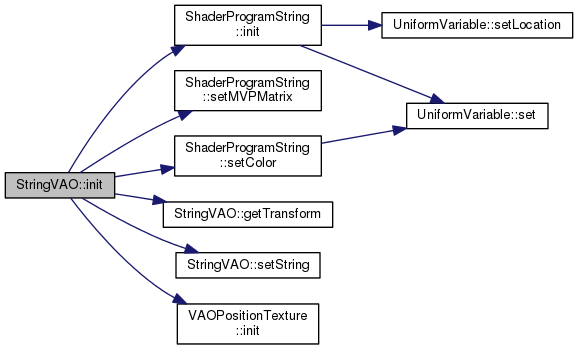 ShaderProgramString
::init
UniformVariable::setLocation
ShaderProgramString
::setMVPMatrix
UniformVariable::set
ShaderProgramString
::setColor
StringVAO::init
StringVAO::getTransform
StringVAO::setString
VAOPositionTexture
::init